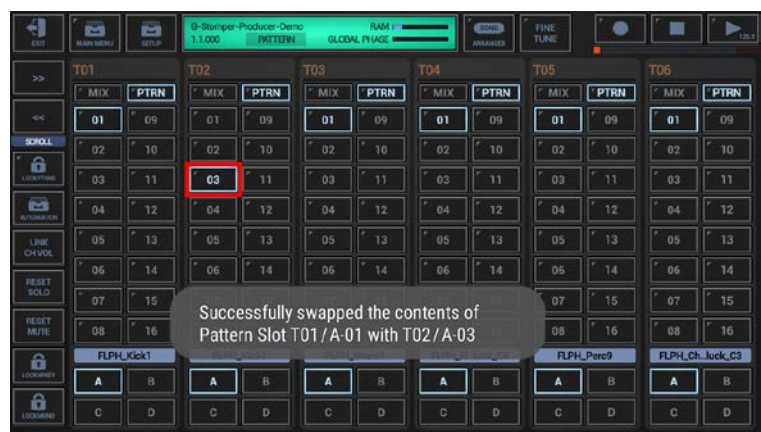 G-Stomper-Producer-Demo RAM
EXIT MAIN MENU SETUP 1.1.000 PATTERN GLOBAL PHASE SONG ARRANGER FINE TUNE
>> T01 T02 T03 T04 T05 T06
MIX PTRN MIX PTRN MIX PTRN MIX PTRN MIX PTRN MIX PTRN
<< 01 09 01 09 01 09 01 09 01 09 01 09
SCROLL 02 10 02 10 02 10 02 10 02 10 02 10
03 11 03 11 03 11 03 11 03 11 03 11
AUTOMATION 04 12 04 12 04 12 04 12 04 12 04 12
LINK CH VOL 05 13 05 13 05 13 05 13 05 13 05 13
RESET SOLO 06 14 06 14 06 14 06 14 06 14 06 14
07 15 07 15 07 15
Successfully swapped the contents of
Pattern Slot T01/A-01 with T02/A-03
RESET MUTE 08 16 08 16 08 16
FLPH_Kick1 FLPH_Perc9 FLPH_Ch..luck_C3
A B A B A B A B A B A B
C D C D C D C D C D C D